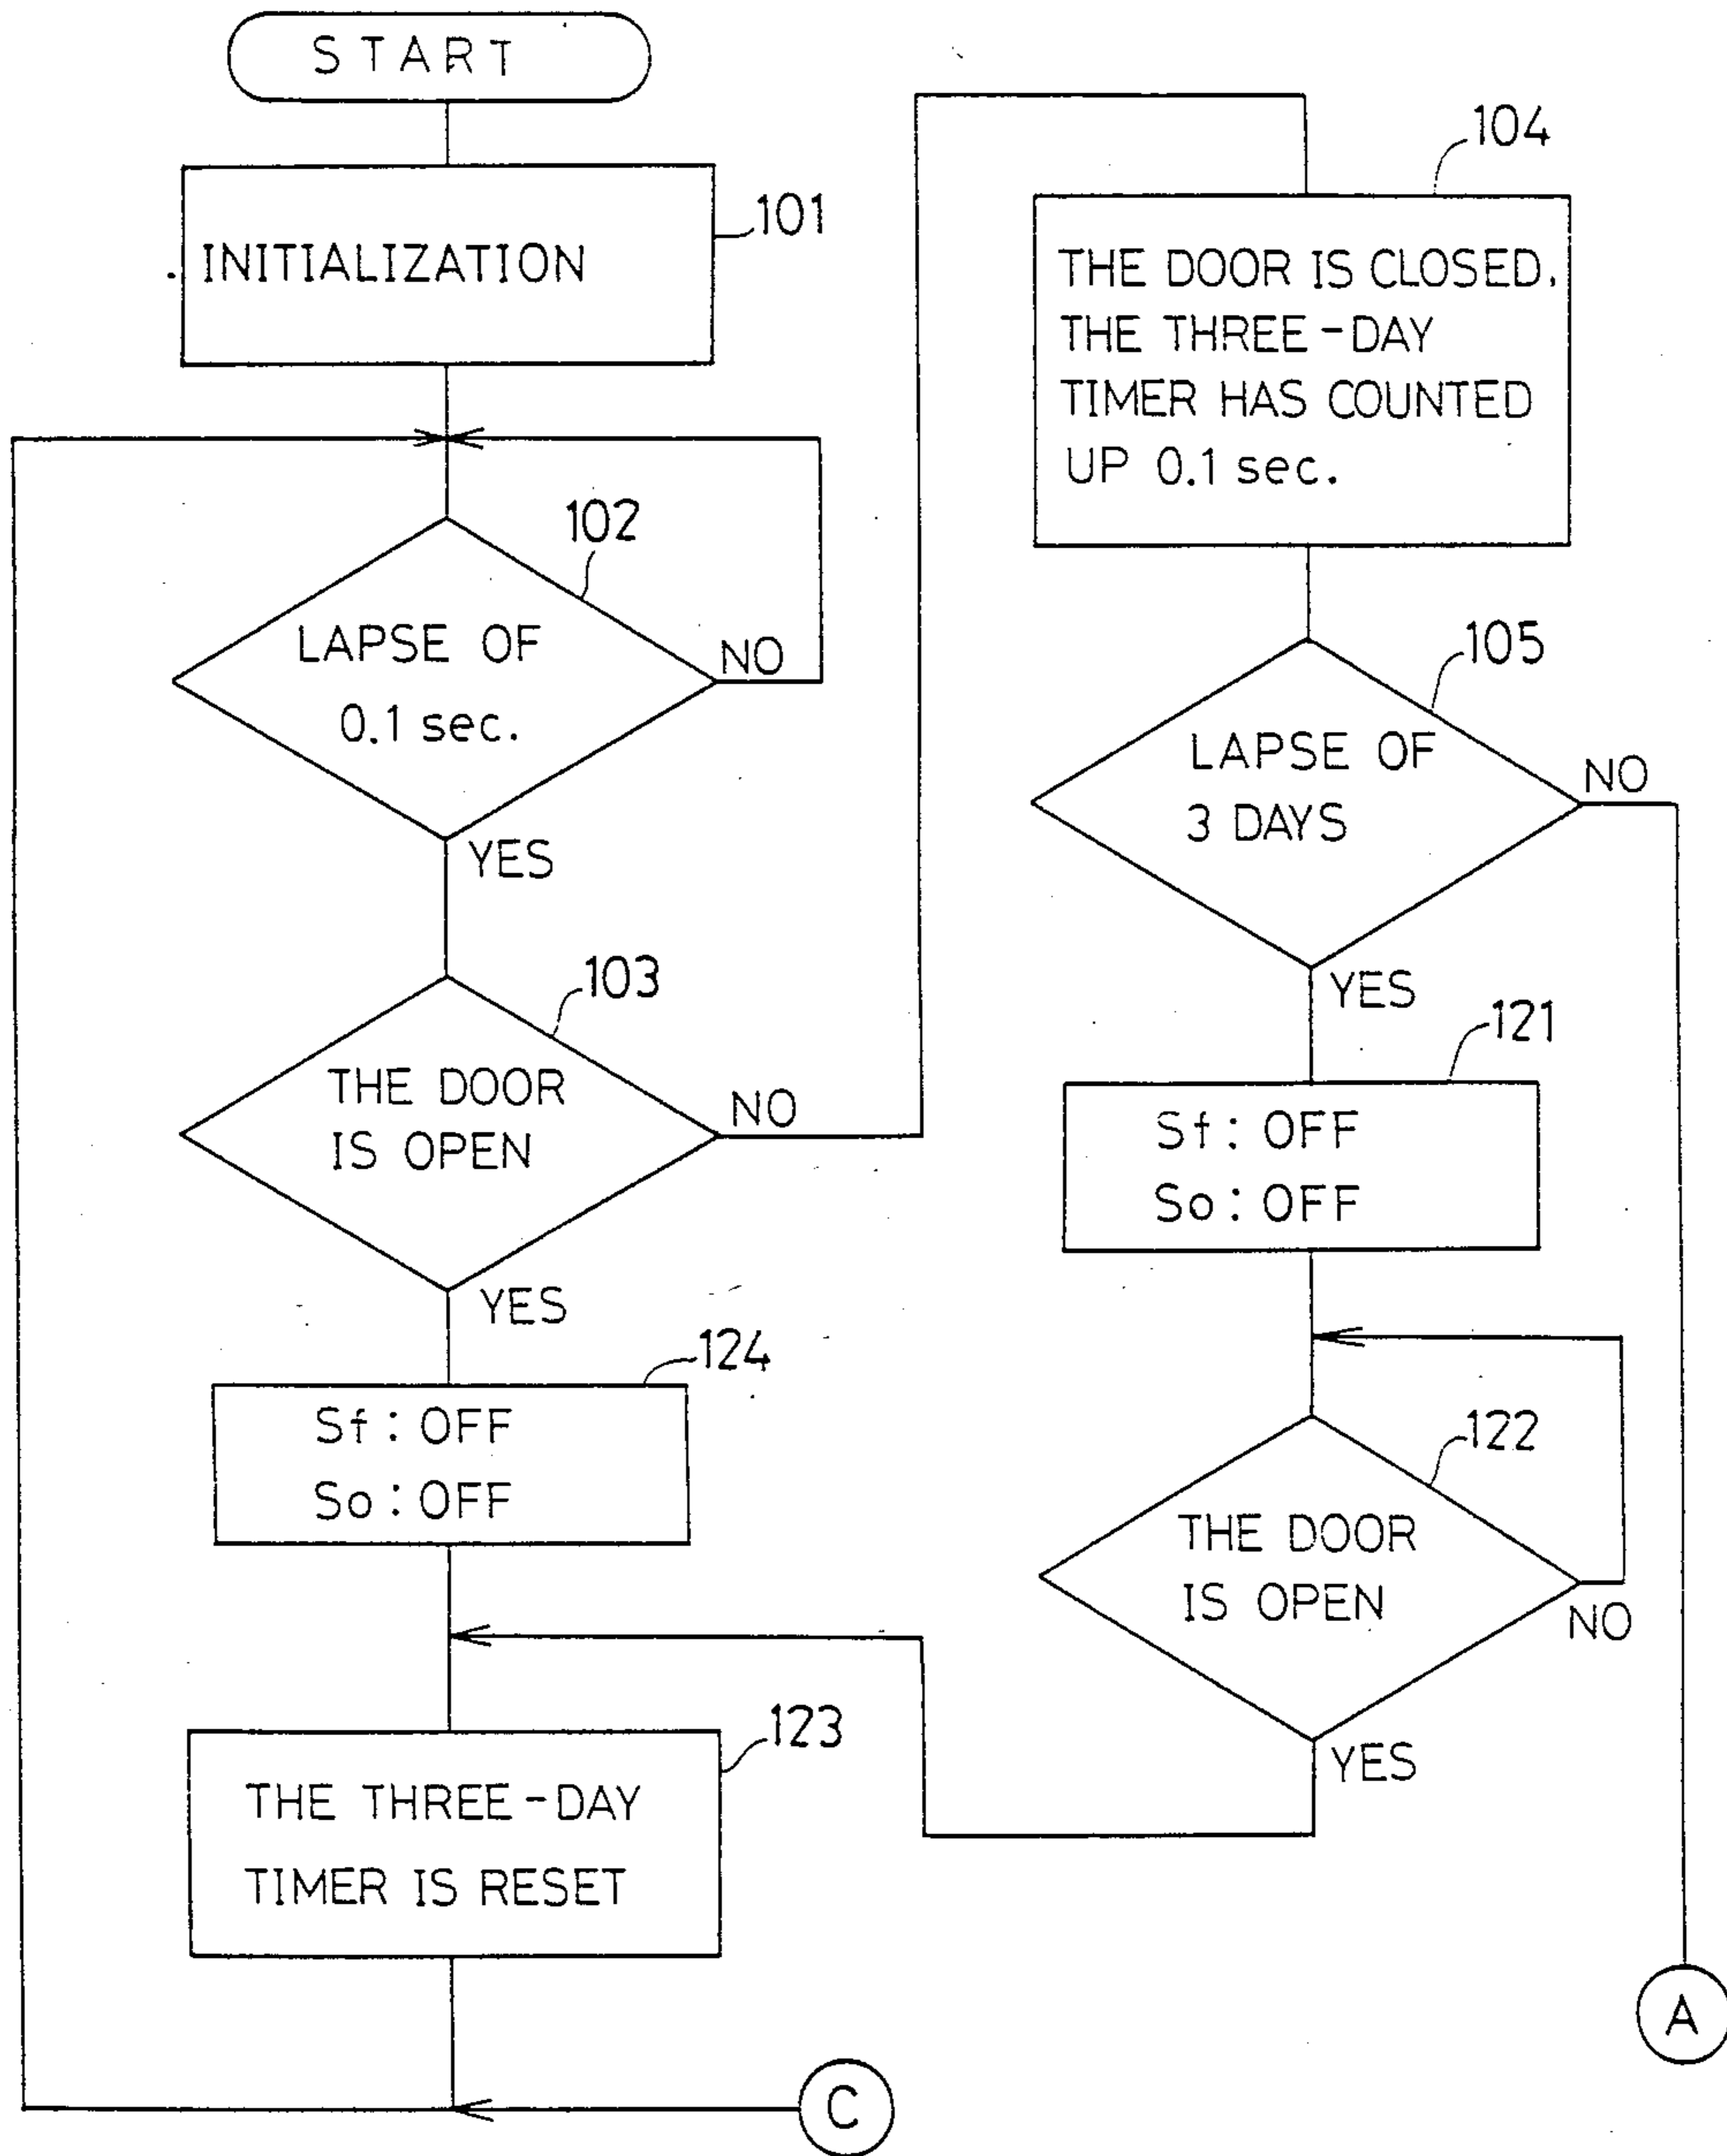 START
INITIALIZATION
101
102
LAPSE OF
0.1 sec.
NO
YES
103
THE DOOR
IS OPEN
NO
YES
124
Sf : OFF
So : OFF
123
THE THREE-DAY
TIMER IS RESET
C
104
THE DOOR IS CLOSED.
THE THREE-DAY
TIMER HAS COUNTED
UP 0.1 sec.
105
LAPSE OF
3 DAYS
NO
YES
121
Sf : OFF
So : OFF
122
THE DOOR
IS OPEN
NO
YES
A